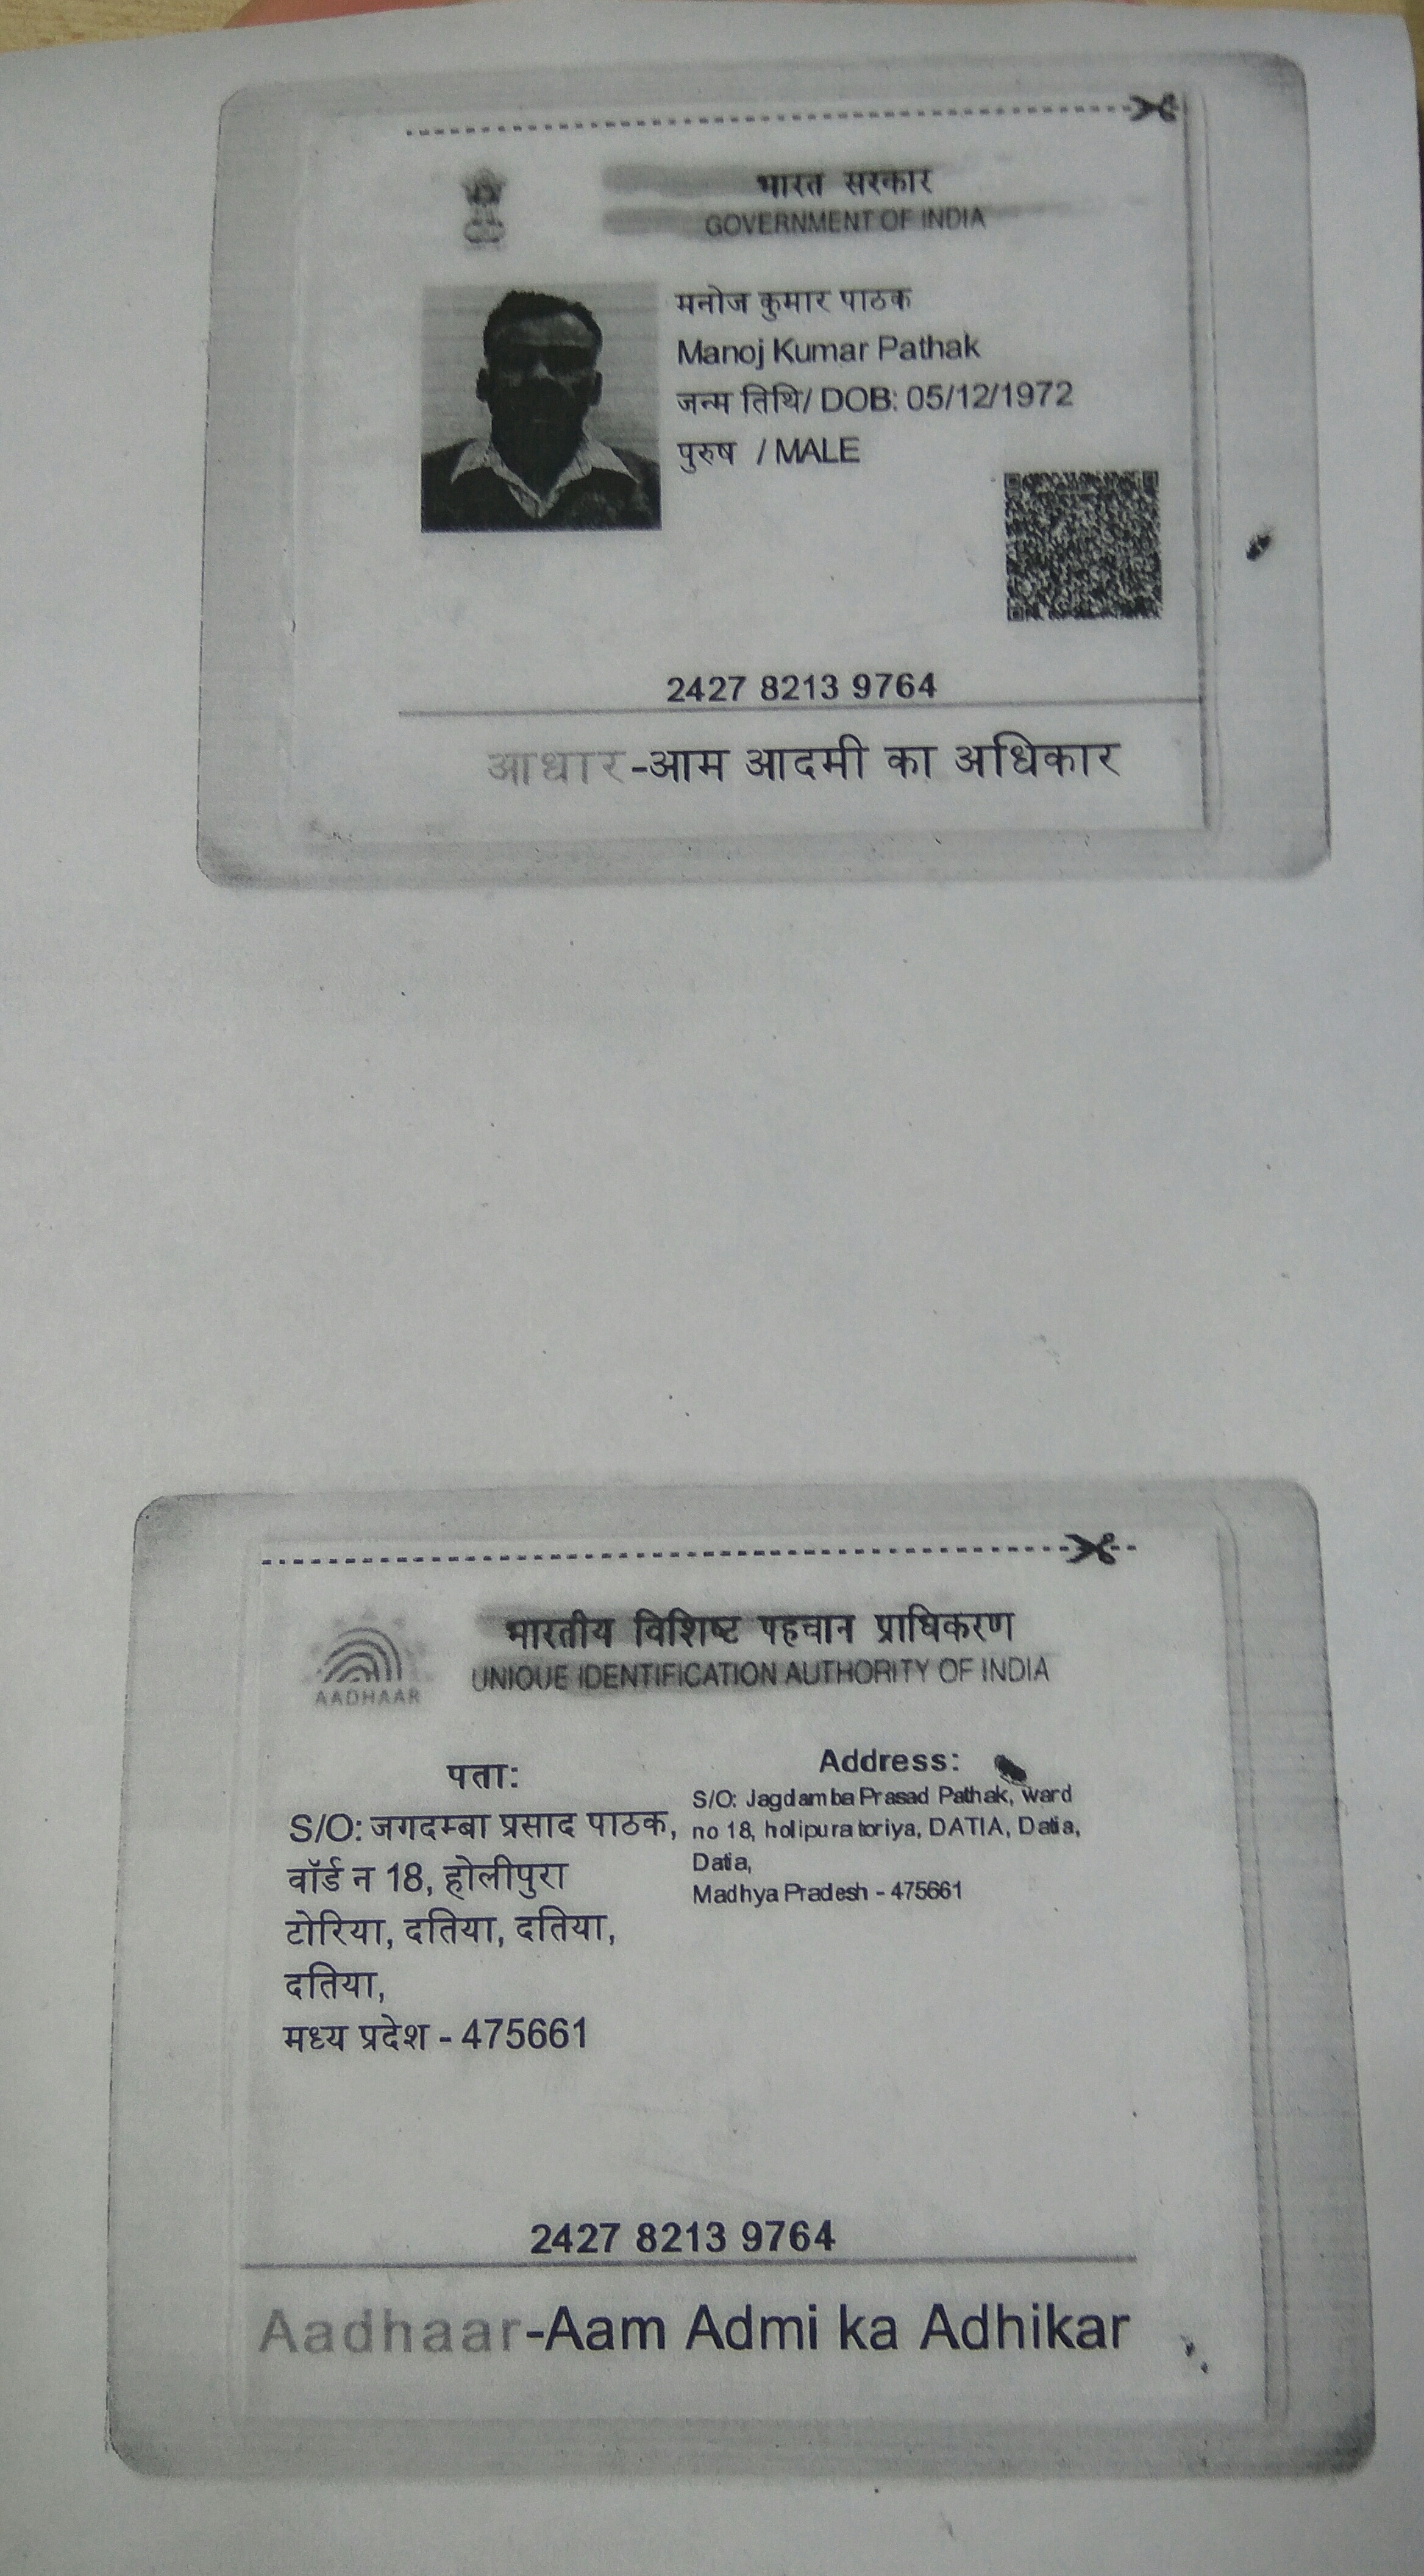 भारत सरकार
GOVERNMENT OF INDIA
मनोज कुमार पाठक
Manoj Kumar Pathak
जन्म तिथि/ DOB: 05/12/1972
पुरुष / MALE
2427 8213 9764
आधार-आम आदमी का अधिकार
भारतीय विशिष्ट पहचान प्राधिकरण
UNIQUE IDENTIFICATION AUTHORITY OF INDIA
AADHAAR
पता:
S/O: जगदम्बा प्रसाद पाठक,
वॉर्ड न 18, होलीपुरा
टोरिया, दतिया, दतिया,
दतिया,
मध्य प्रदेश - 475661
Address:
S/O: Jagdamba Prasad Pathak, ward
no 18, holipura toriya, DATIA, Datia,
Datia,
Madhya Pradesh - 475661
2427 8213 9764
Aadhaar-Aam Admi ka Adhikar